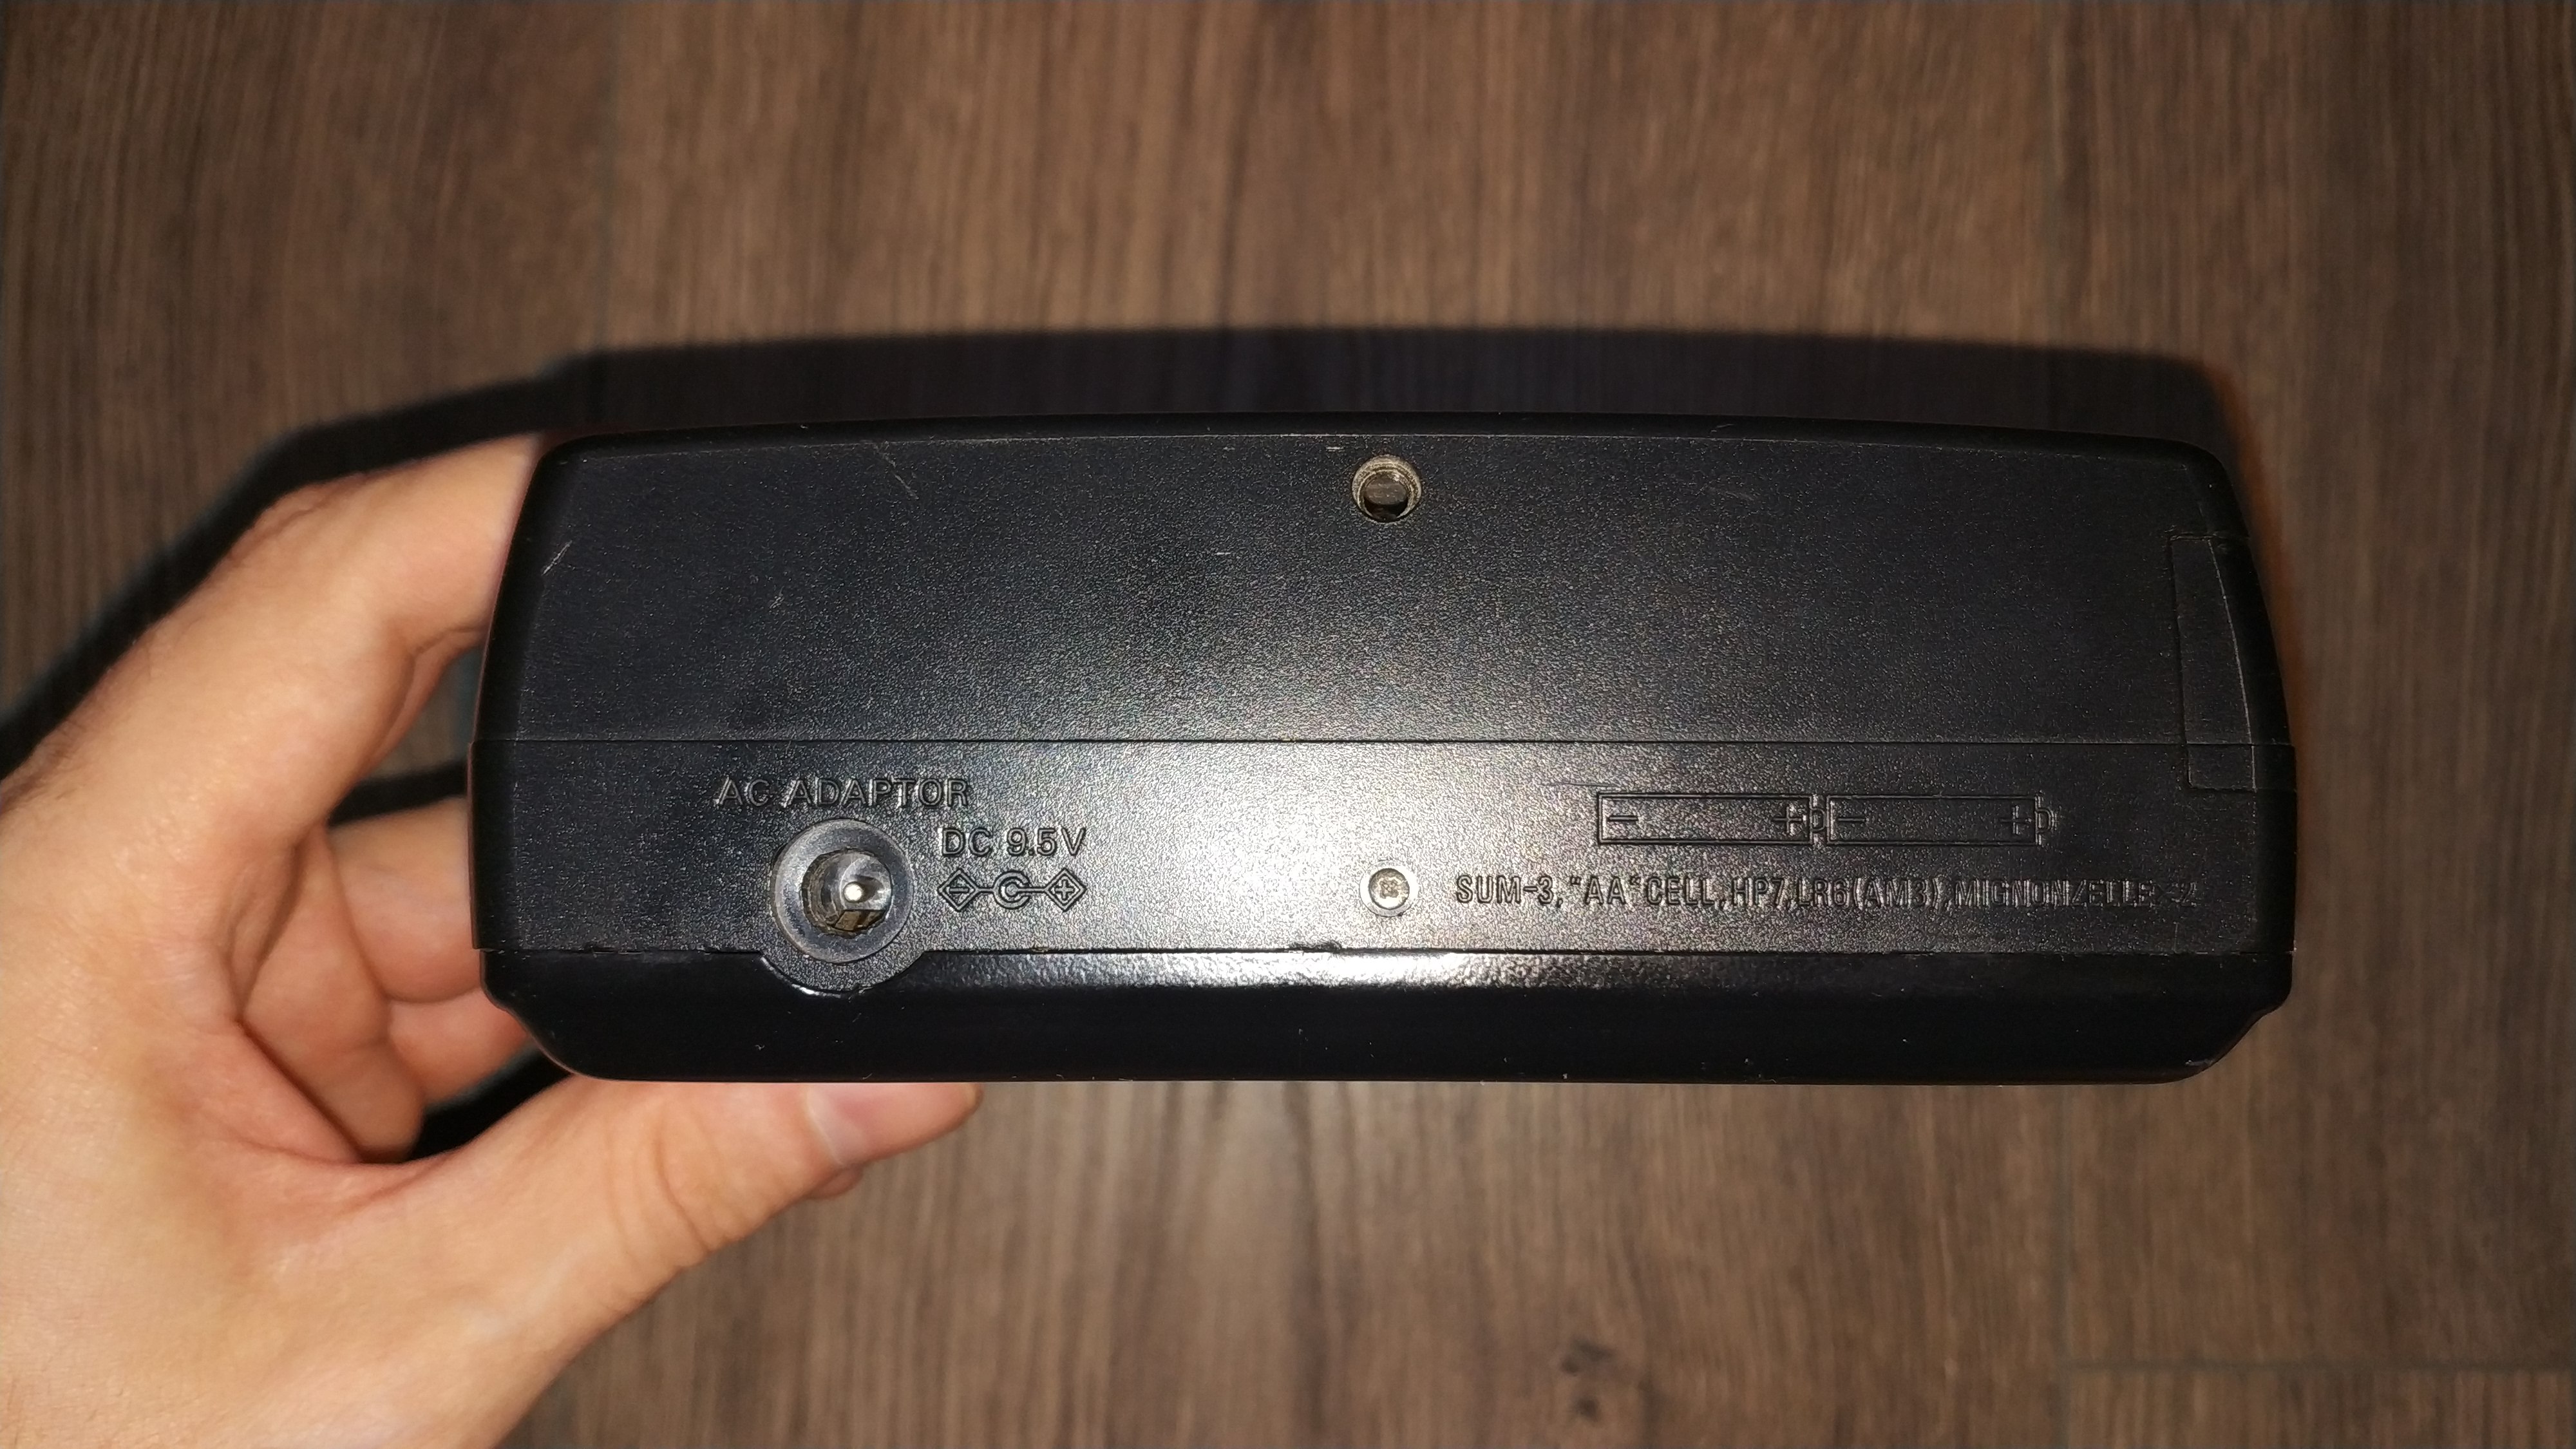 AC ADAPTOR
DC 9.5V
- C +
- + - +
SUM-3,"AA"CELL,HP7,LR6(AM3),MIGNONZELLE×2